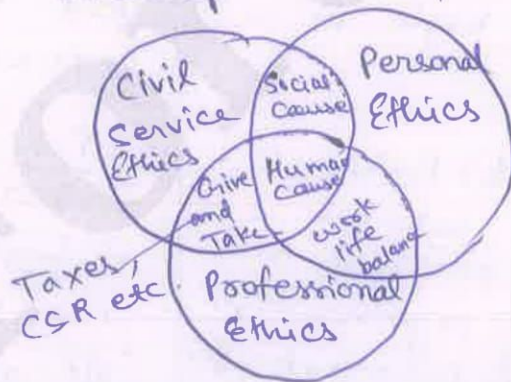 Civil
Service
Ethics
Social
Cause
Personal
Ethics
Give
and
Take
Human
Cause
work
life
balance
Taxes,
CSR etc.
Professional
Ethics